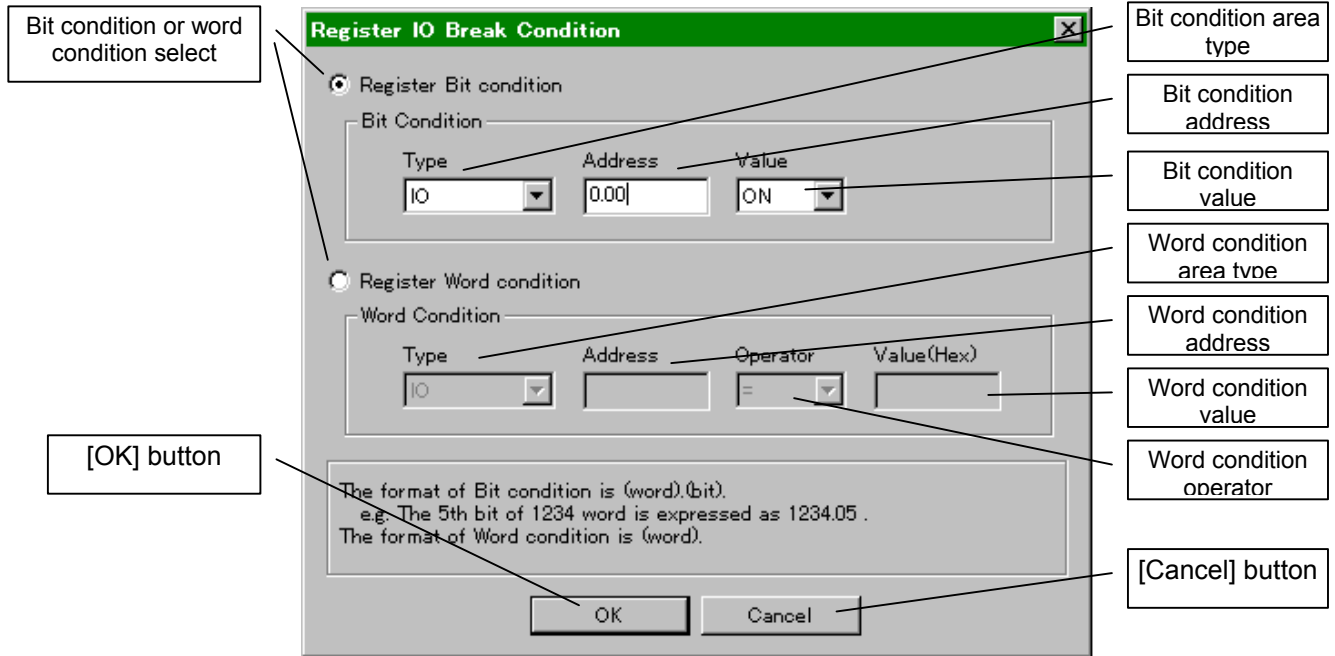 Bit condition or word
condition select
Register IO Break Condition
Register Bit condition
Bit Condition
Type Address Value
IO 0.00 ON
Register Word condition
Word Condition
Type Address Operator Value(Hex)
IO =
The format of Bit condition is (word).(bit).
e.g. The 5th bit of 1234 word is expressed as 1234.05 .
The format of Word condition is (word).
OK Cancel
[OK] button
Bit condition area
type
Bit condition
address
Bit condition
value
Word condition
area type
Word condition
address
Word condition
value
Word condition
operator
[Cancel] button